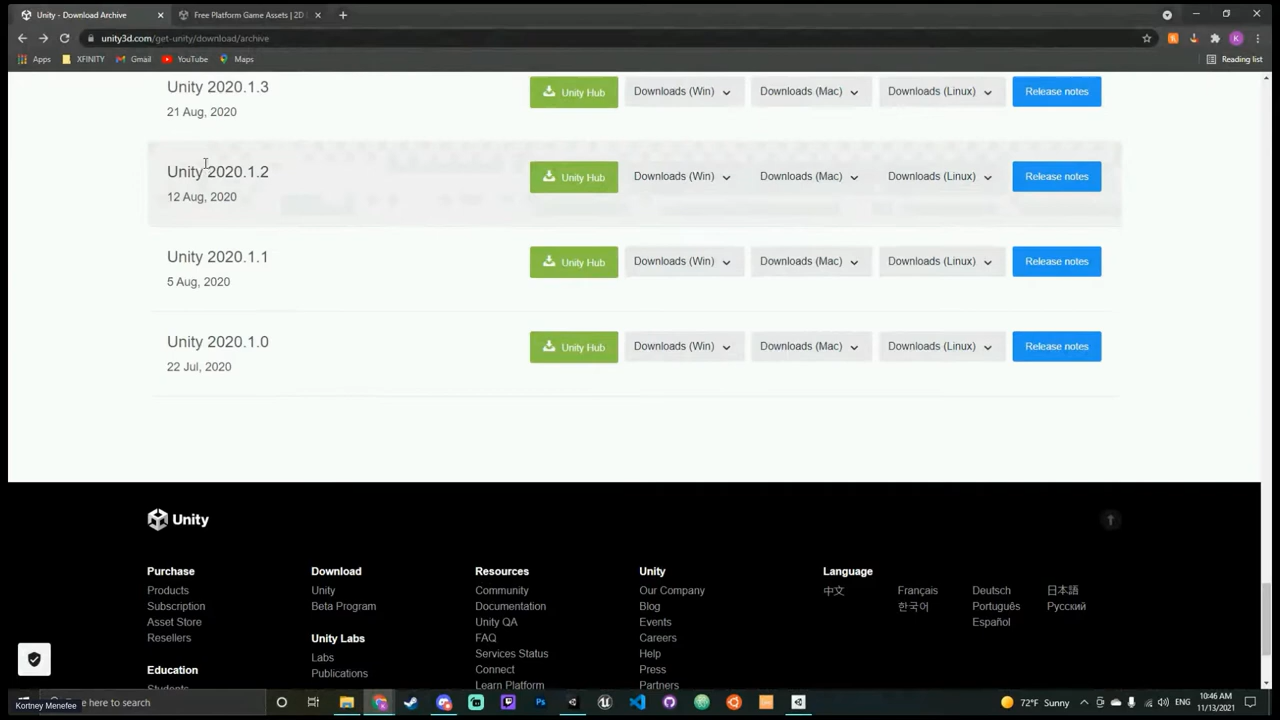 Unity - Download Archive
Free Platform Game Assets | 2D
unity3d.com/get-unity/download/archive
Apps XFINITY Gmail YouTube Maps Reading list
Unity 2020.1.3 Unity Hub Downloads (Win) Downloads (Mac) Downloads (Linux) Release notes
21 Aug, 2020
Unity 2020.1.2 Unity Hub Downloads (Win) Downloads (Mac) Downloads (Linux) Release notes
12 Aug, 2020
Unity 2020.1.1 Unity Hub Downloads (Win) Downloads (Mac) Downloads (Linux) Release notes
5 Aug, 2020
Unity 2020.1.0 Unity Hub Downloads (Win) Downloads (Mac) Downloads (Linux) Release notes
22 Jul, 2020
Unity
Purchase
Products
Subscription
Asset Store
Resellers
Education
Download
Unity
Beta Program
Unity Labs
Labs
Publications
Resources
Community
Documentation
Unity QA
FAQ
Services Status
Connect
Learn Platform
Unity
Our Company
Blog
Events
Careers
Help
Press
Partners
Language
中文 Français Deutsch 日本語
한국어 Português Русский
Español
Kortney Menefee
here to search
72°F Sunny
ENG
10:46 AM
11/13/2021